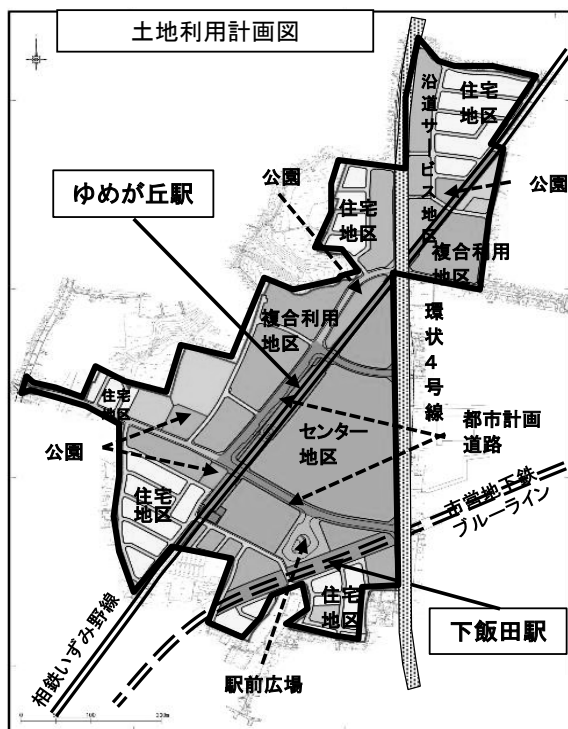 土地利用計画図
住宅
地区
沿道サービス地区
公園
公園
ゆめが丘駅
住宅
地区
複合利用
地区
環状4号線
複合利用
地区
住宅
地区
センター
地区
都市計画
道路
公園
住宅
地区
市営地下鉄
ブルーライン
住宅
地区
下飯田駅
相鉄いずみ野線
駅前広場